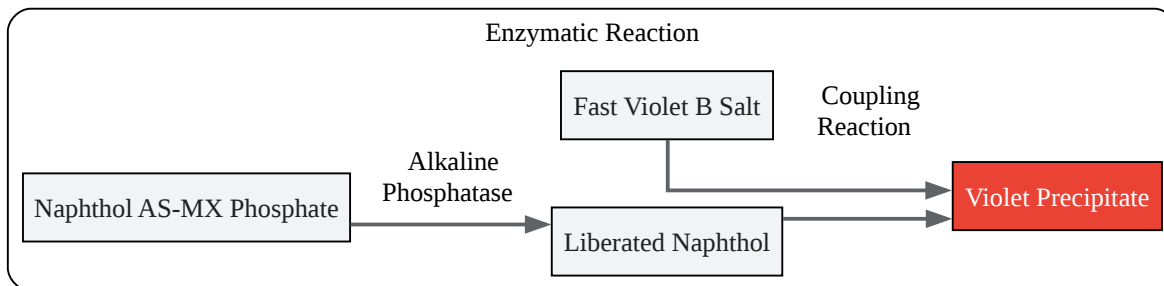 Enzymatic Reaction
Fast Violet B Salt
Coupling
Reaction
Alkaline
Phosphatase
Naphthol AS-MX Phosphate
Violet Precipitate
Liberated Naphthol